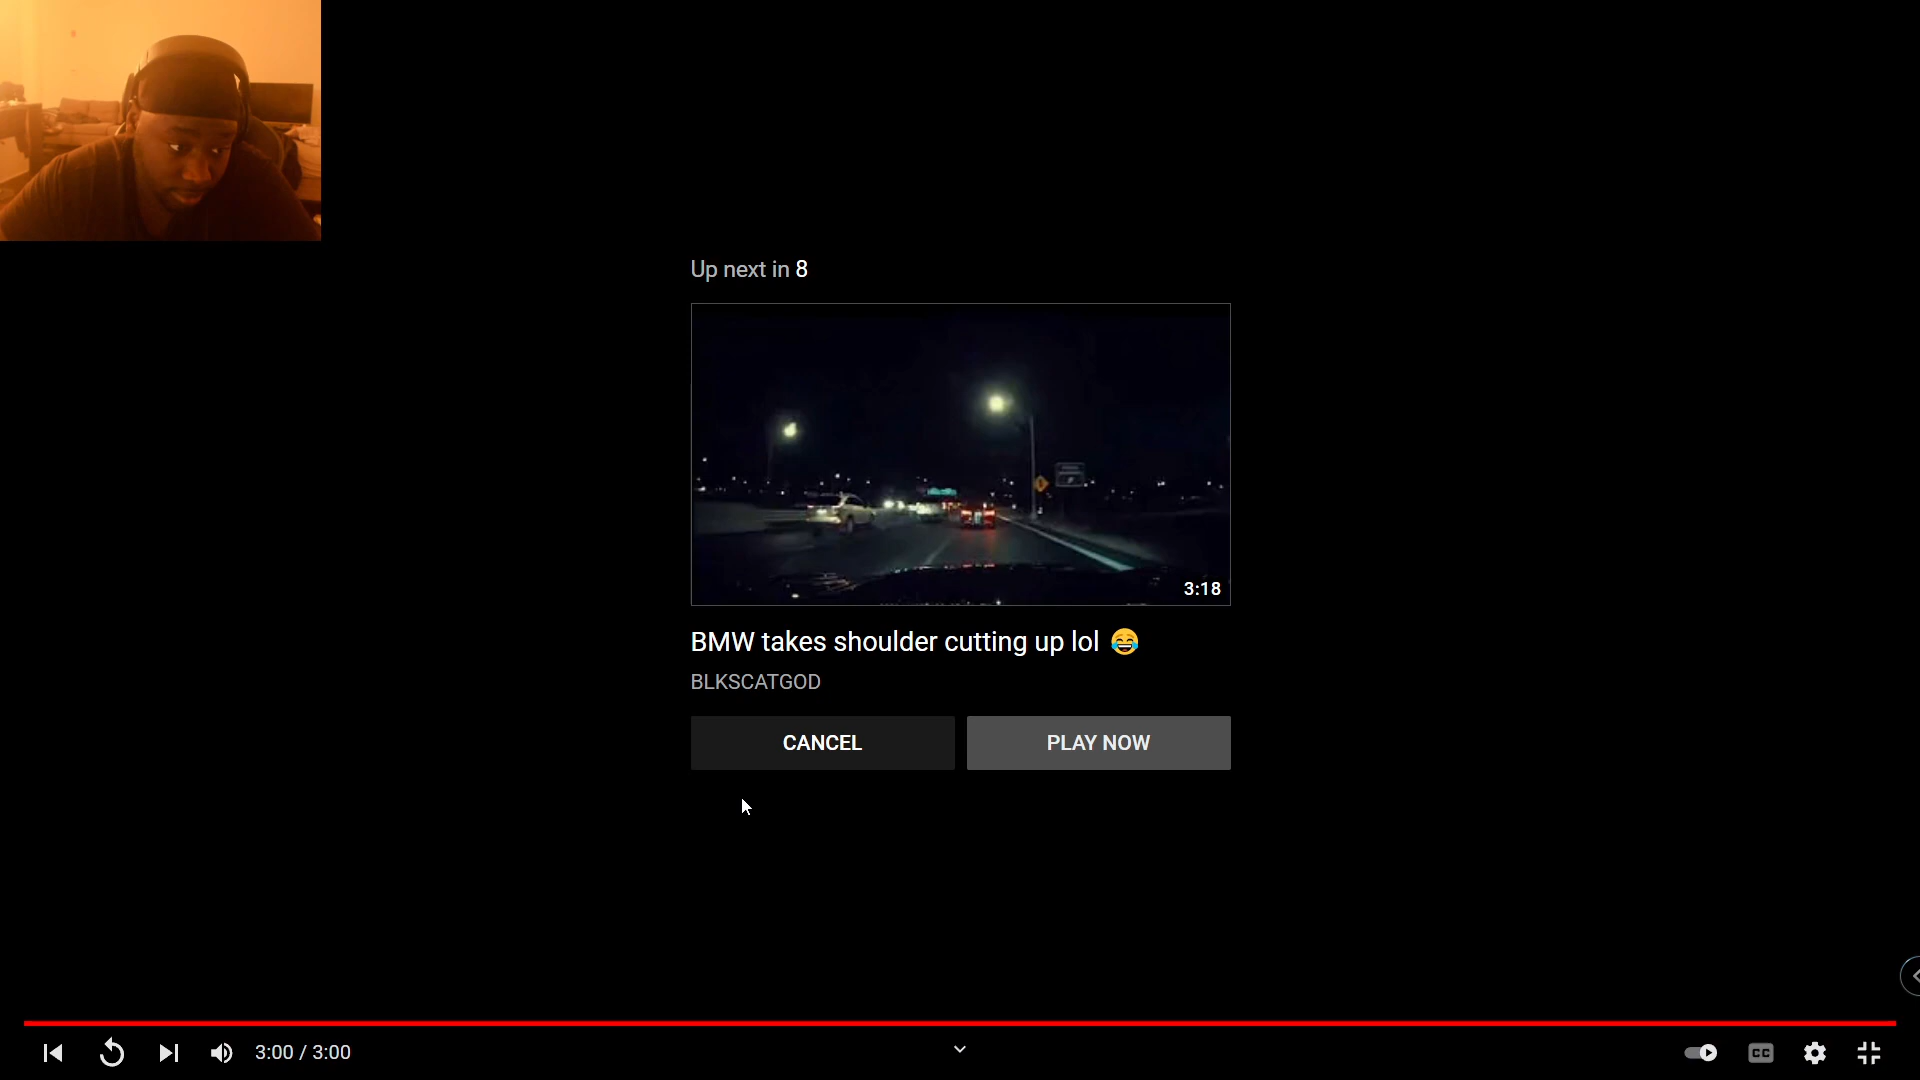 Up next in 8
3:18
BMW takes shoulder cutting up lol 😂
BLKSCATGOD
CANCEL
PLAY NOW
3:00 / 3:00
CC